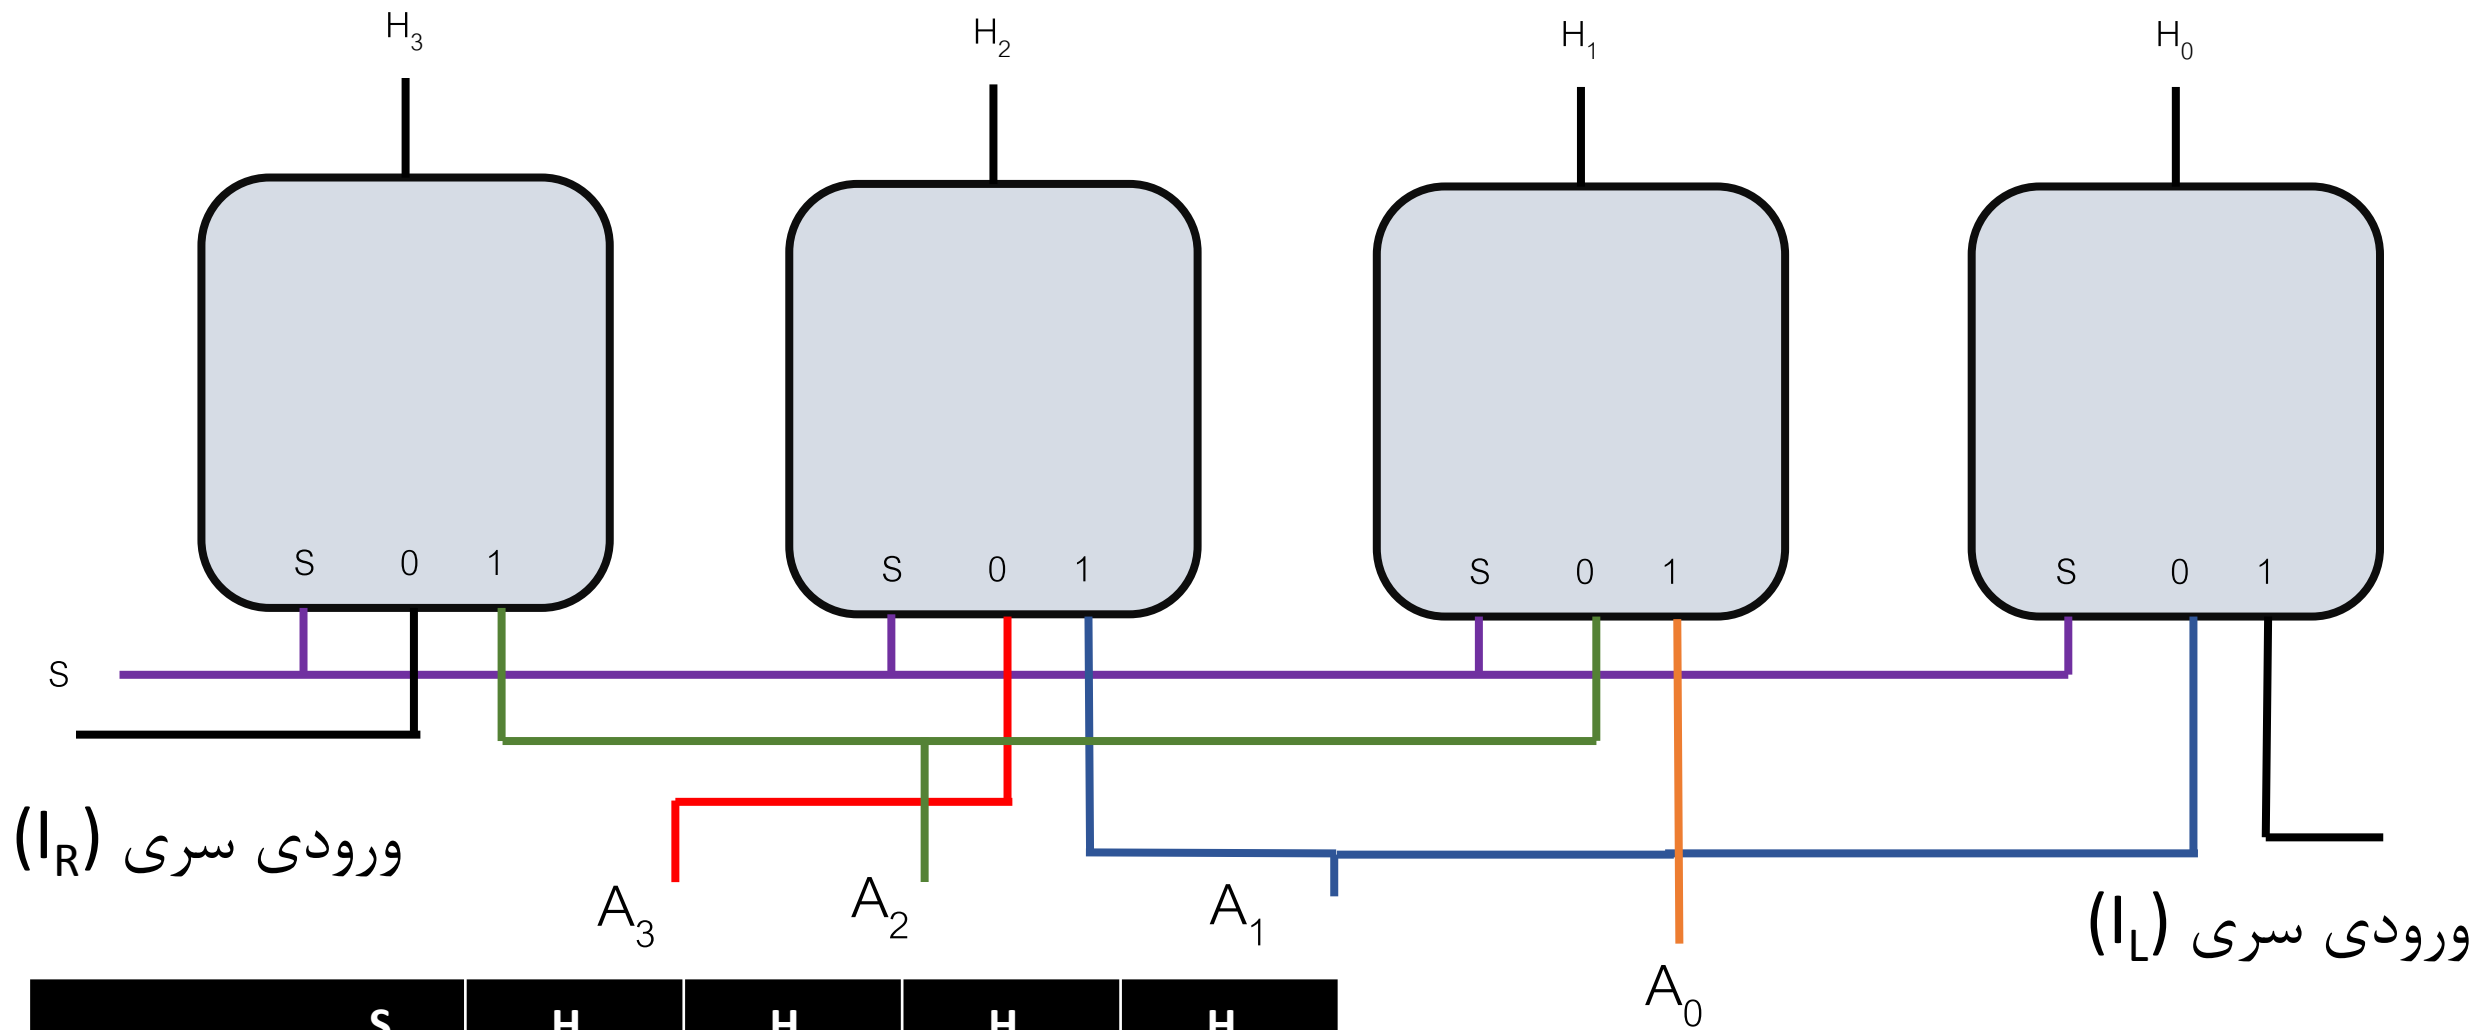 H3 H2 H1 H0
S 0 1 S 0 1 S 0 1 S 0 1
S
ورودی سری (IR)
A3 A2 A1
ورودی سری (IL)
A0
S H H H H